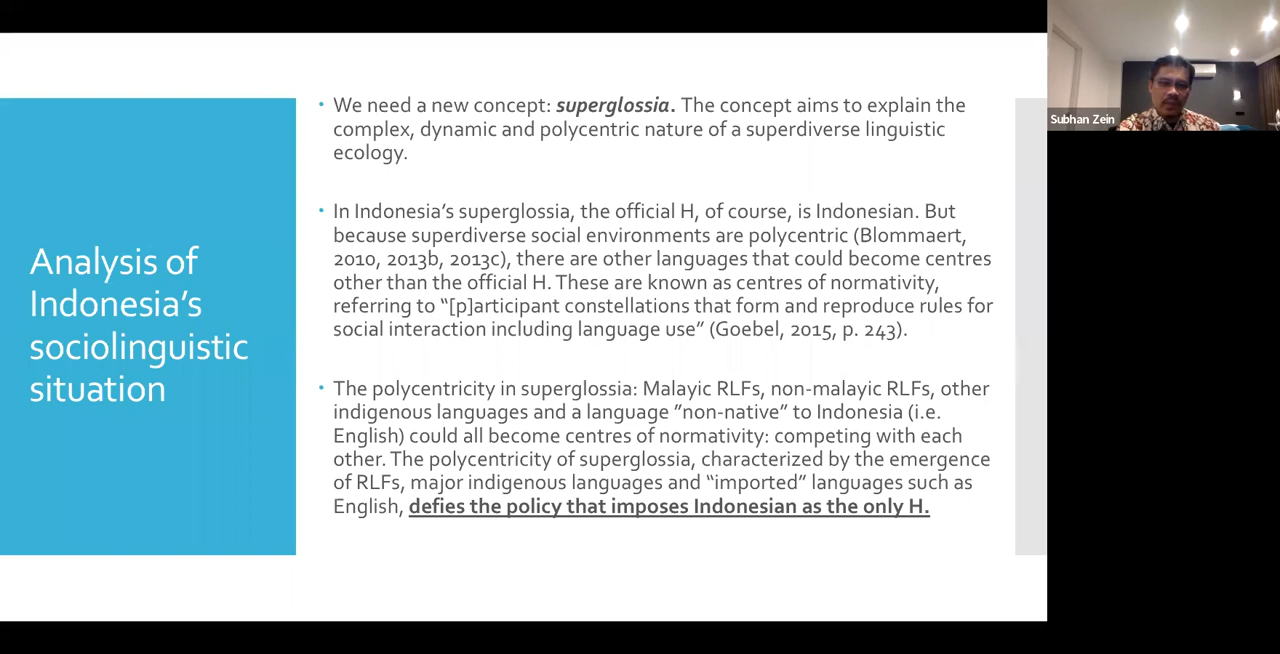 Analysis of
Indonesia's
sociolinguistic
situation
• We need a new concept: superglossia. The concept aims to explain the
complex, dynamic and polycentric nature of a superdiverse linguistic
ecology.
• In Indonesia's superglossia, the official H, of course, is Indonesian. But
because superdiverse social environments are polycentric (Blommaert,
2010, 2013b, 2013c), there are other languages that could become centres
other than the official H. These are known as centres of normativity,
referring to "[p]articipant constellations that form and reproduce rules for
social interaction including language use" (Goebel, 2015, p. 243).
• The polycentricity in superglossia: Malayic RLFs, non-malayic RLFs, other
indigenous languages and a language "non-native" to Indonesia (i.e.
English) could all become centres of normativity: competing with each
other. The polycentricity of superglossia, characterized by the emergence
of RLFs, major indigenous languages and "imported" languages such as
English, defies the policy that imposes Indonesian as the only H.
Subhan Zein